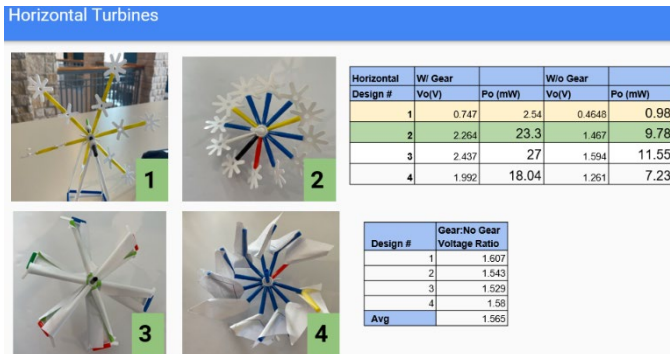 Horizontal Turbines
1
2
3
4
Horizontal W/ Gear W/o Gear
Design # Vo(V) Po (mW) Vo(V) Po (mW)
1 0.747 2.54 0.4648 0.98
2 2.264 23.3 1.467 9.78
3 2.437 27 1.594 11.55
4 1.992 18.04 1.261 7.23
Gear:No Gear
Design # Voltage Ratio
1 1.607
2 1.543
3 1.529
4 1.58
Avg 1.565